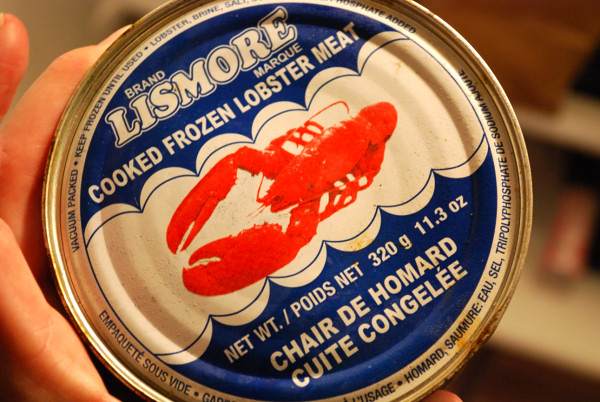 VACUUM PACKED • KEEP FROZEN UNTIL USED • LOBSTER, BRINE, SALT,
PHOSPHATE ADDED
BRAND
LISMORE
MARQUE
COOKED FROZEN LOBSTER MEAT
NET WT. / POIDS NET 320 g 11.3 oz
CHAIR DE HOMARD
CUITE CONGELÉE
EMPAQUETÉ SOUS VIDE •
L'USAGE • HOMARD, SAUMURE: EAU, SEL, TRIPOLYPHOSPHATE DE SODIUM AJOUTÉ